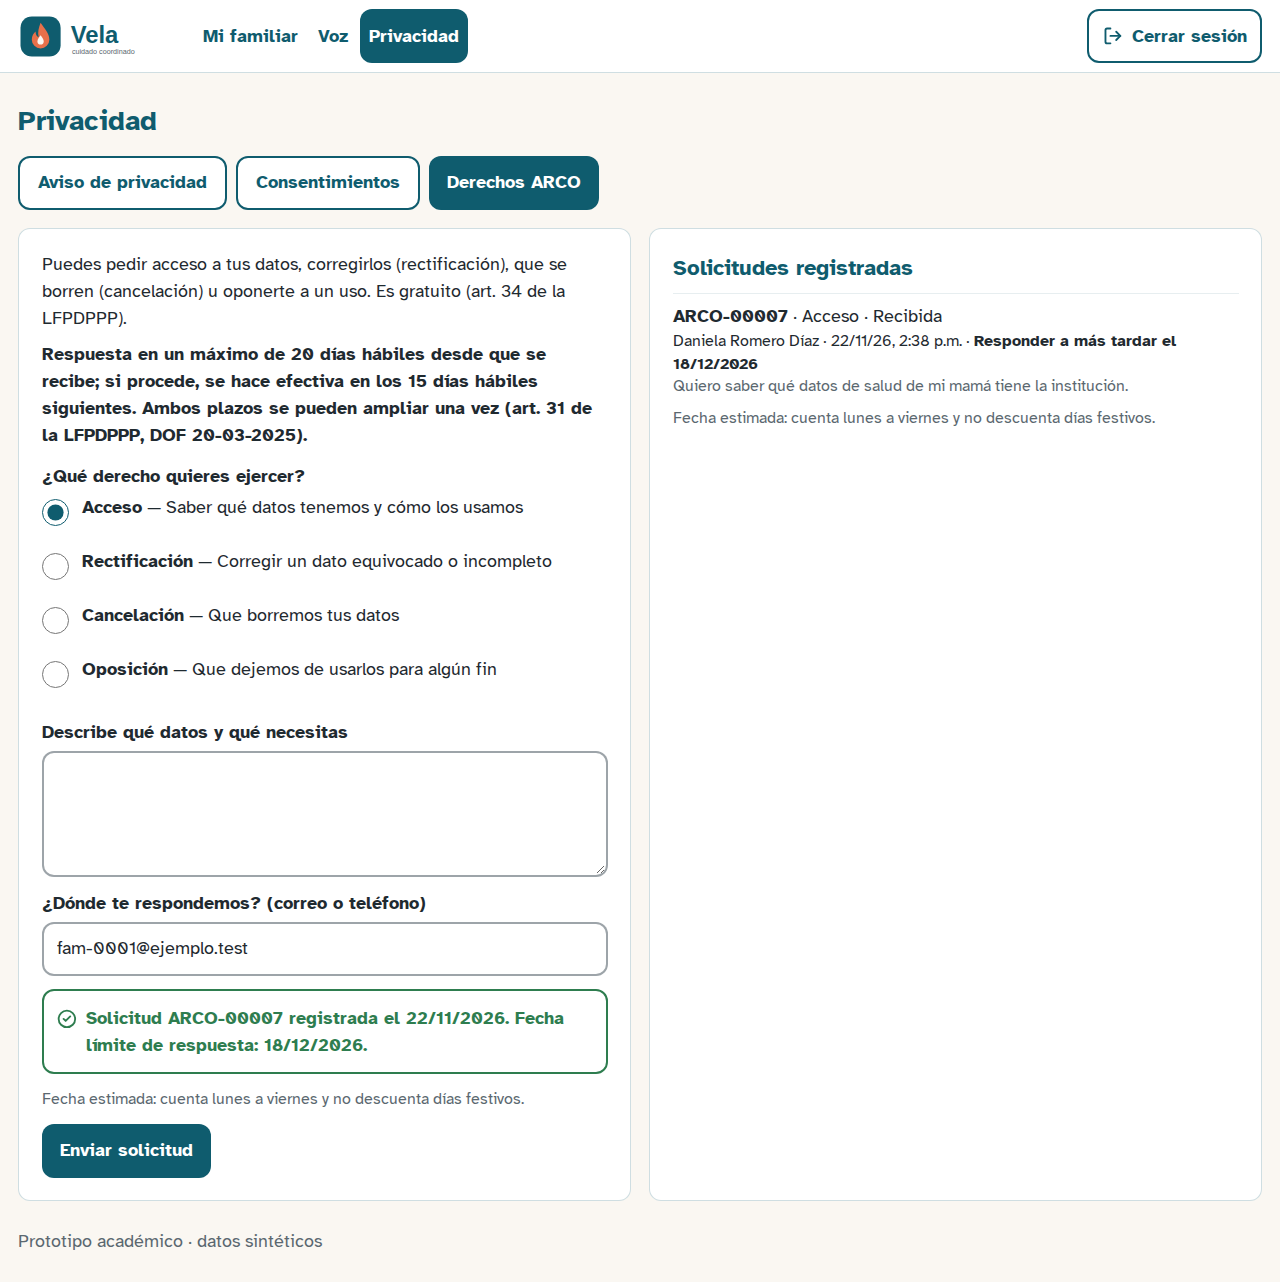 Vela
cuidado coordinado
Mi familiar
Voz
Privacidad
Cerrar sesión
Privacidad
Aviso de privacidad
Consentimientos
Derechos ARCO
Puedes pedir acceso a tus datos, corregirlos (rectificación), que se
borren (cancelación) u oponerte a un uso. Es gratuito (art. 34 de la
LFPDPPP).
Respuesta en un máximo de 20 días hábiles desde que se
recibe; si procede, se hace efectiva en los 15 días hábiles
siguientes. Ambos plazos se pueden ampliar una vez (art. 31 de
la LFPDPPP, DOF 20-03-2025).
¿Qué derecho quieres ejercer?
Acceso — Saber qué datos tenemos y cómo los usamos
Rectificación — Corregir un dato equivocado o incompleto
Cancelación — Que borremos tus datos
Oposición — Que dejemos de usarlos para algún fin
Describe qué datos y qué necesitas
¿Dónde te respondemos? (correo o teléfono)
fam-0001@ejemplo.test
Solicitud ARCO-00007 registrada el 22/11/2026. Fecha
límite de respuesta: 18/12/2026.
Fecha estimada: cuenta lunes a viernes y no descuenta días festivos.
Enviar solicitud
Solicitudes registradas
ARCO-00007 · Acceso · Recibida
Daniela Romero Díaz · 22/11/26, 2:38 p.m. · Responder a más tardar el
18/12/2026
Quiero saber qué datos de salud de mi mamá tiene la institución.
Fecha estimada: cuenta lunes a viernes y no descuenta días festivos.
Prototipo académico · datos sintéticos